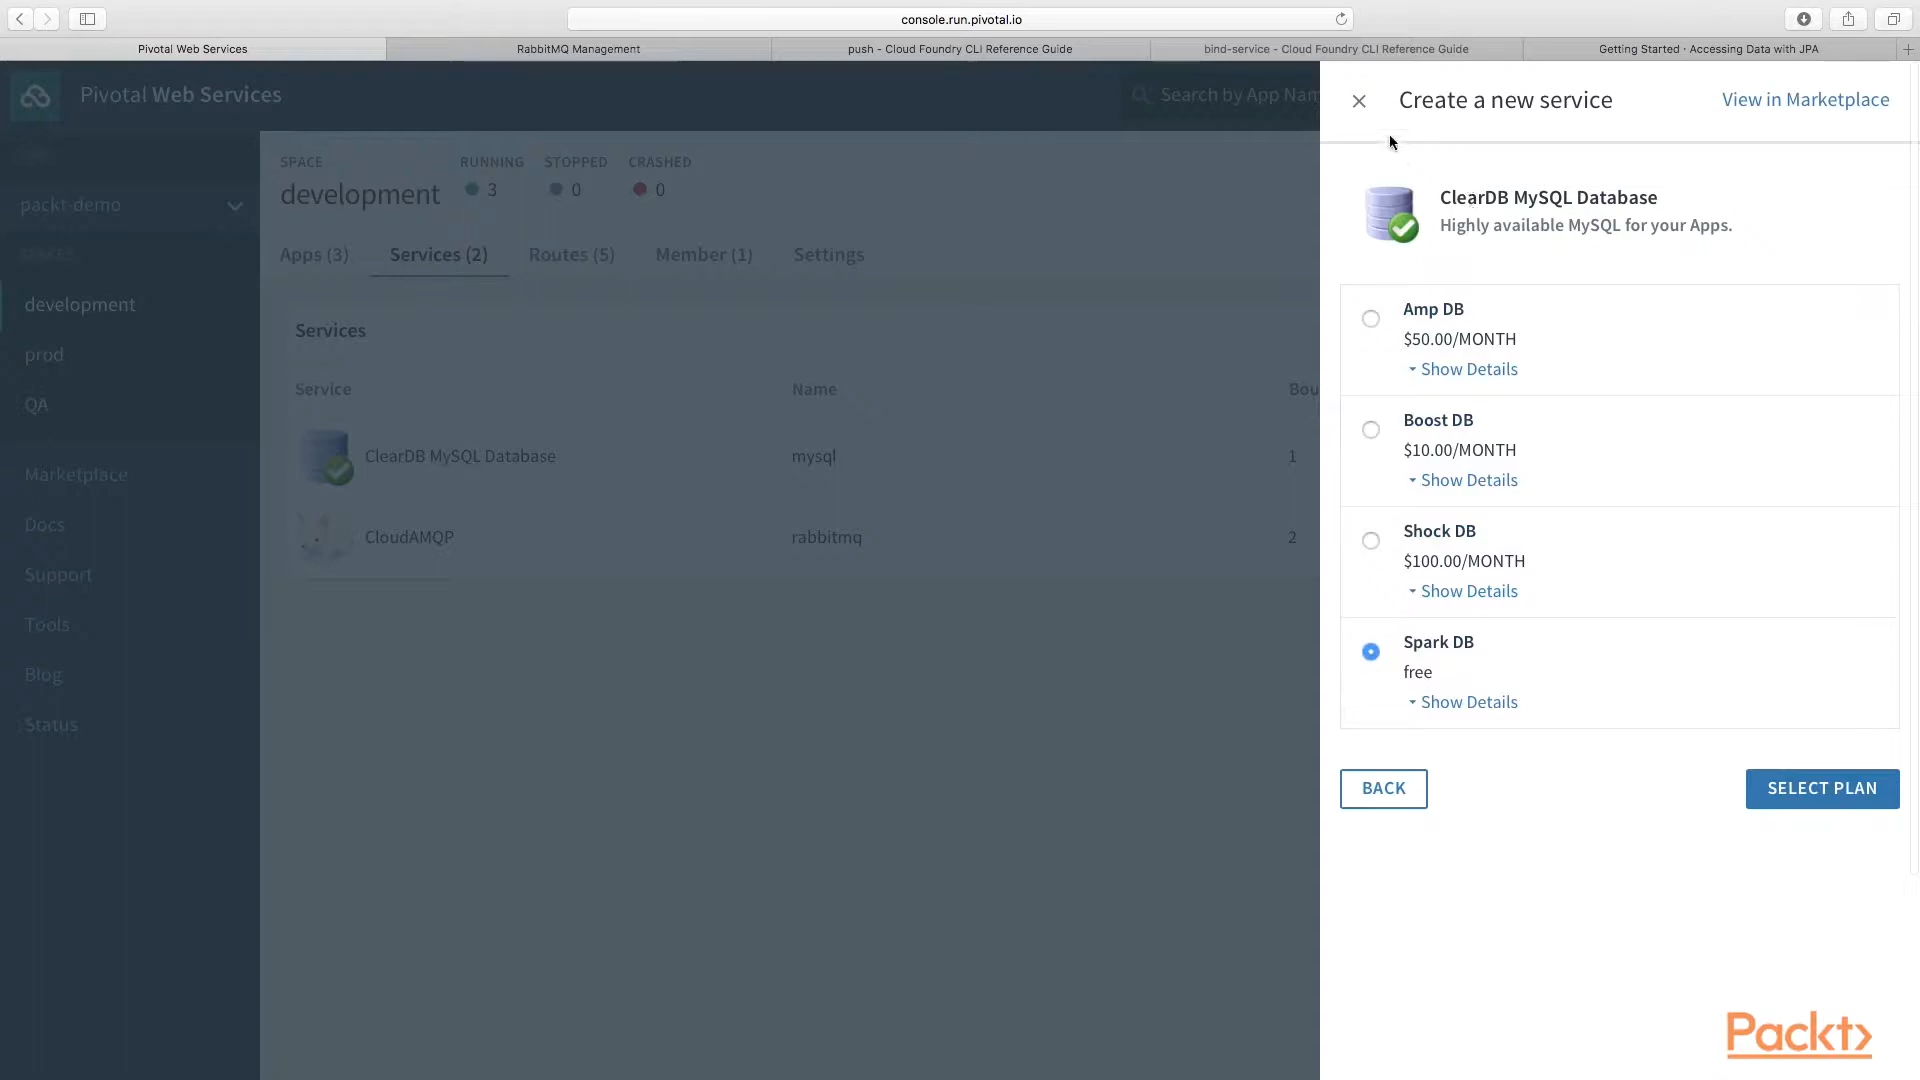 console.run.pivotal.io
Pivotal Web Services
RabbitMQ Management
push - Cloud Foundry CLI Reference Guide
bind-service - Cloud Foundry CLI Reference Guide
Getting Started · Accessing Data with JPA
Pivotal Web Services
Search by App Nam
packt-demo
SPACES
development
prod
QA
Marketplace
Docs
Support
Tools
Blog
Status
SPACE
development
RUNNING
3
STOPPED
0
CRASHED
0
Apps (3)
Services (2)
Routes (5)
Member (1)
Settings
Services
Service
Name
Bou
ClearDB MySQL Database
mysql
1
CloudAMQP
rabbitmq
2
Create a new service
View in Marketplace
ClearDB MySQL Database
Highly available MySQL for your Apps.
Amp DB
$50.00/MONTH
Show Details
Boost DB
$10.00/MONTH
Show Details
Shock DB
$100.00/MONTH
Show Details
Spark DB
free
Show Details
BACK
SELECT PLAN
Packt>